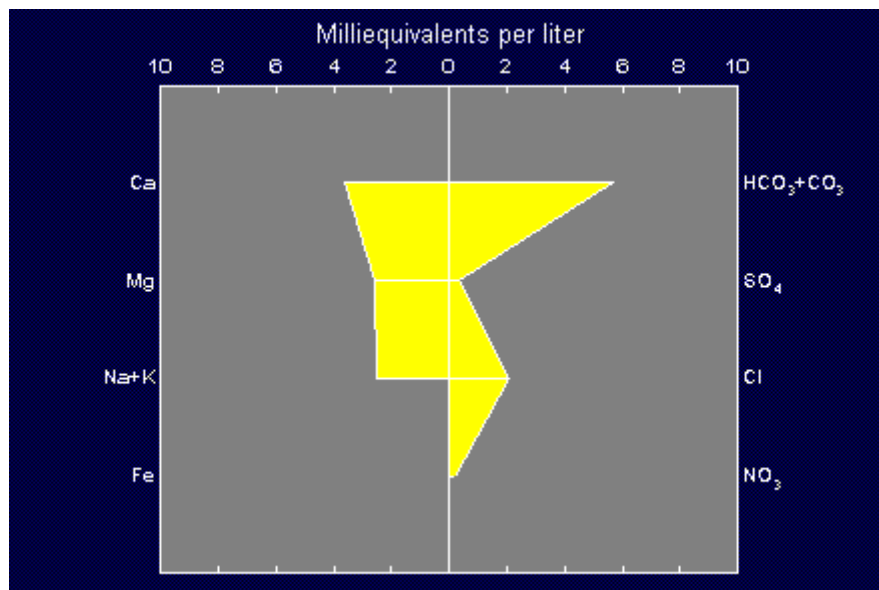 Milliequivalents per liter
10 8 6 4 2 0 2 4 6 8 10
Ca HCO₃+CO₃
Mg SO₄
Na+K Cl
Fe NO₃